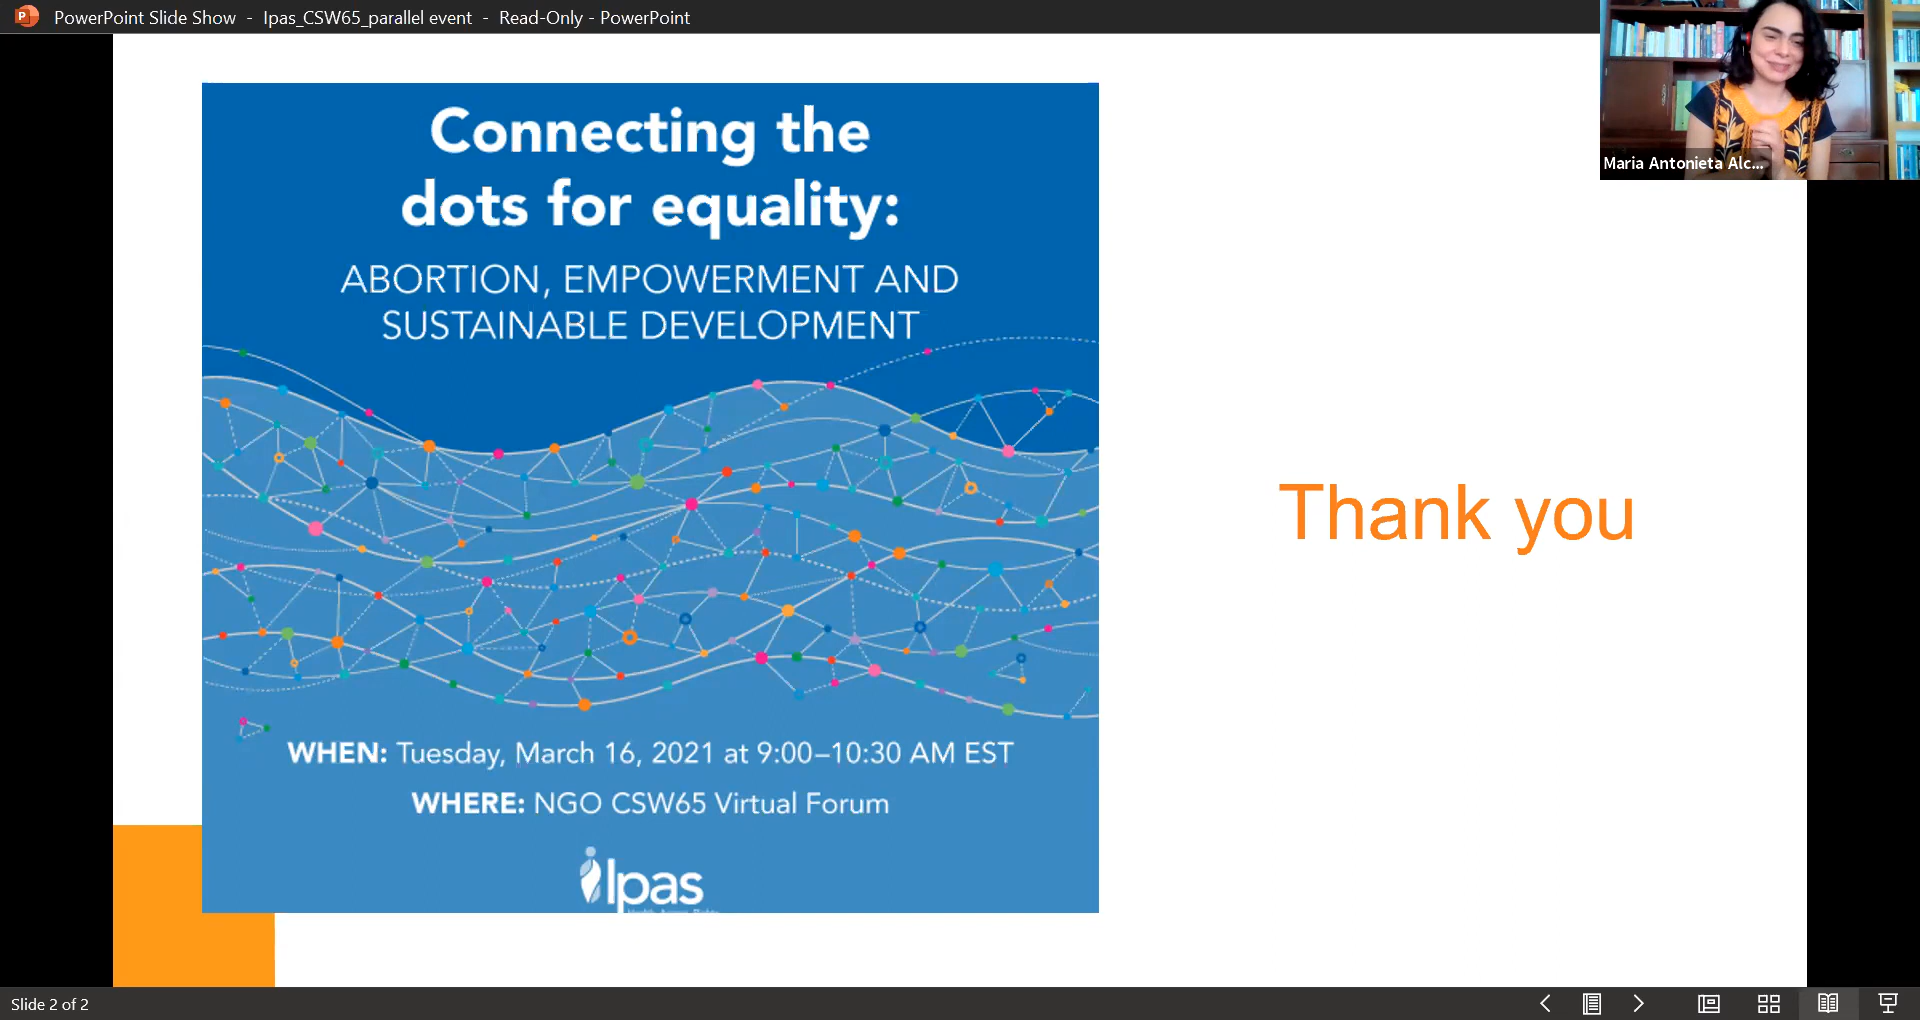 PowerPoint Slide Show - Ipas_CSW65_parallel event - Read-Only - PowerPoint
Maria Antonieta Alc...
Connecting the
dots for equality:
ABORTION, EMPOWERMENT AND
SUSTAINABLE DEVELOPMENT
Thank you
WHEN: Tuesday, March 16, 2021 at 9:00–10:30 AM EST
WHERE: NGO CSW65 Virtual Forum
Ipas
Slide 2 of 2